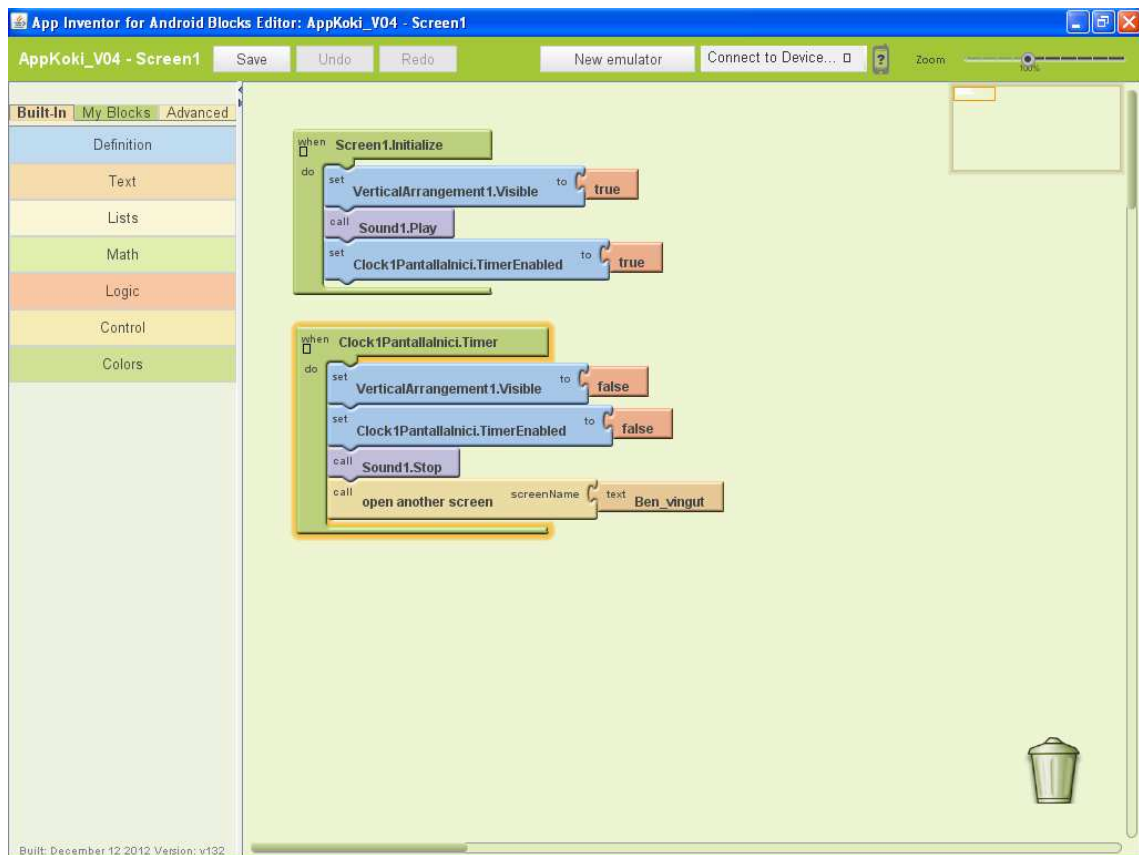 App Inventor for Android Blocks Editor: AppKoki_V04 - Screen1
AppKoki_V04 - Screen1 Save Undo Redo New emulator Connect to Device... ? Zoom
100%
Built-In My Blocks Advanced
Definition
Text
Lists
Math
Logic
Control
Colors
when Screen1.Initialize
do set VerticalArrangement1.Visible to true
call Sound1.Play
set Clock1PantallaInici.TimerEnabled to true
when Clock1PantallaInici.Timer
do set VerticalArrangement1.Visible to false
set Clock1PantallaInici.TimerEnabled to false
call Sound1.Stop
call open another screen screenName text Ben_vingut
Built: December 12 2012 Version: v132